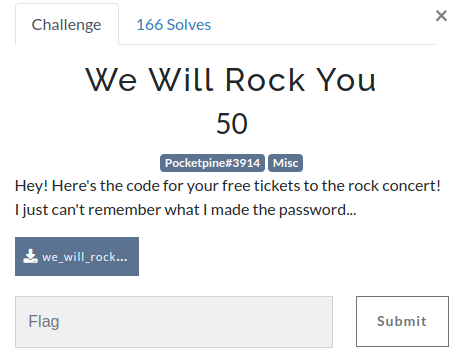 Challenge 166 Solves ×
We Will Rock You
50
Pocketpine#3914 Misc
Hey! Here's the code for your free tickets to the rock concert!
I just can't remember what I made the password...
we_will_rock...
Flag Submit